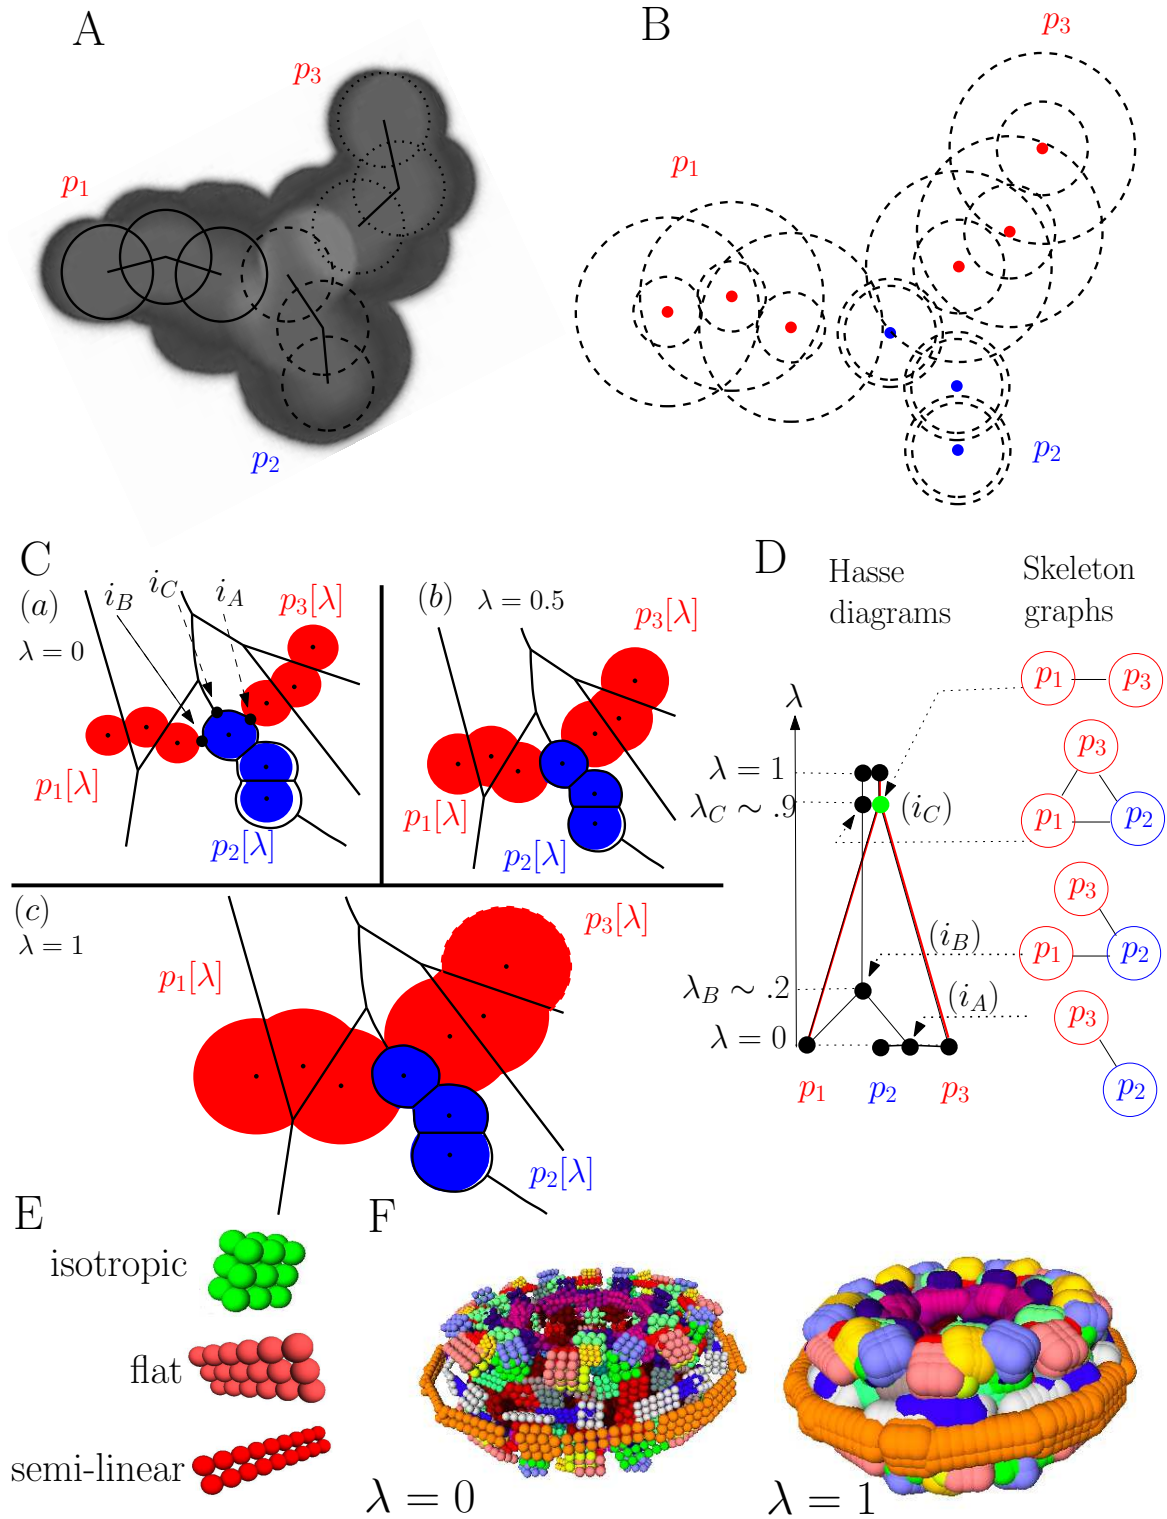 A
p3
p1
p2
B
p3
p1
p2
C
(a)
iB
iC
iA
p3[λ]
λ = 0
p1[λ]
p2[λ]
(b)
λ = 0.5
p3[λ]
p1[λ]
p2[λ]
(c)
λ = 1
p3[λ]
p1[λ]
p2[λ]
D
Hasse
diagrams
Skeleton
graphs
p1
p3
λ
λ = 1
λC ∼ .9
(iC)
p3
p1
p2
(iB)
p3
p1
p2
λB ∼ .2
(iA)
p3
λ = 0
p2
p1
p2
p3
E
isotropic
flat
semi-linear
F
λ = 0
λ = 1